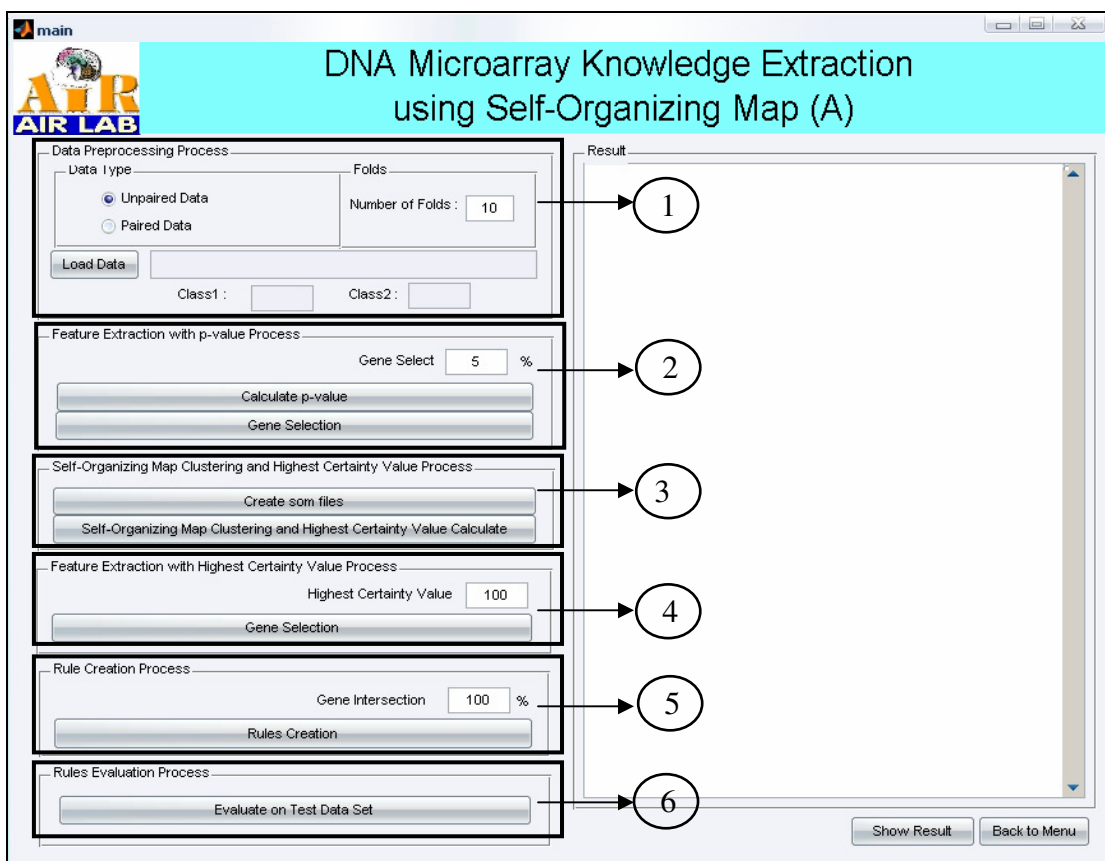 main
AiR
AIR LAB
DNA Microarray Knowledge Extraction
using Self-Organizing Map (A)
Data Preprocessing Process
Data Type
Unpaired Data
Paired Data
Folds
Number of Folds : 10
Load Data
Class1 :
Class2 :
1
Feature Extraction with p-value Process
Gene Select 5 %
Calculate p-value
Gene Selection
2
Self-Organizing Map Clustering and Highest Certainty Value Process
Create som files
Self-Organizing Map Clustering and Highest Certainty Value Calculate
3
Feature Extraction with Highest Certainty Value Process
Highest Certainty Value 100
Gene Selection
4
Rule Creation Process
Gene Intersection 100 %
Rules Creation
5
Rules Evaluation Process
Evaluate on Test Data Set
6
Result
Show Result
Back to Menu